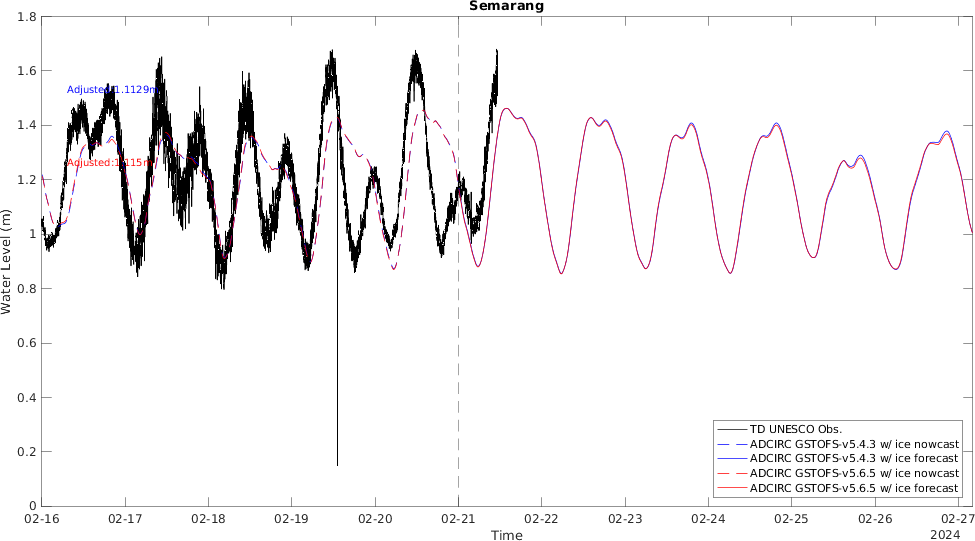 Semarang
1.8
1.6
1.4
1.2
1
0.8
0.6
0.4
0.2
0
Water Level (m)
Adjusted:1.1129m
Adjusted:1.115m
TD UNESCO Obs.
ADCIRC GSTOFS-v5.4.3 w/ ice nowcast
ADCIRC GSTOFS-v5.4.3 w/ ice forecast
ADCIRC GSTOFS-v5.6.5 w/ ice nowcast
ADCIRC GSTOFS-v5.6.5 w/ ice forecast
02-16 02-17 02-18 02-19 02-20 02-21 02-22 02-23 02-24 02-25 02-26 02-27
Time
2024